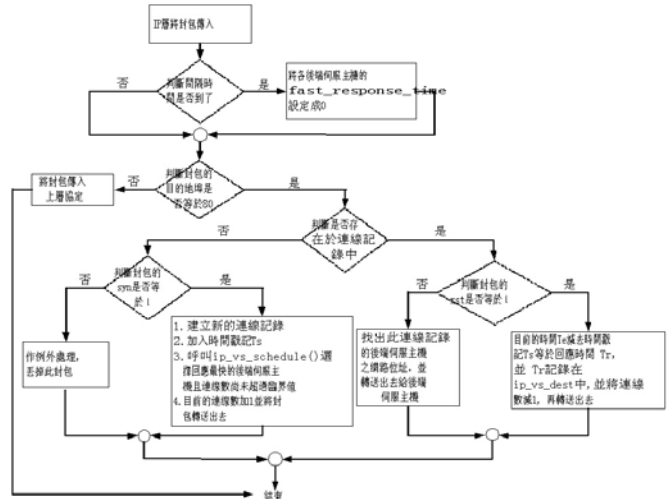 IP層將封包傳入
判斷間隔時
間是否到了
否
是
將各後端伺服主機的
fast_response_time
設定成0
判斷封包的
目的地埠是
否等於80
否
是
將封包傳入
上層協定
判斷是否存
在於連線記
錄中
否
是
判斷封包的
syn是否等
於1
否
是
判斷封包的
rst是否等於1
否
是
作例外處理,
丟掉此封包
1. 建立新的連線記錄
2. 加入時間戳記Ts
3. 呼叫ip_vs_schedule()選
擇回應最快的後端伺服主
機且連線數尚未超過臨界值
4. 目前的連線數加1並將封
包轉送出去
找出此連線記錄
的後端伺服主機
之網路位址, 並
轉送出去給後端
伺服主機
目前的時間Te減去時間戳
記Ts等於回應時間 Tr,
並 Tr記錄在
ip_vs_dest中, 並將連線
數減1, 再轉送出去
結束